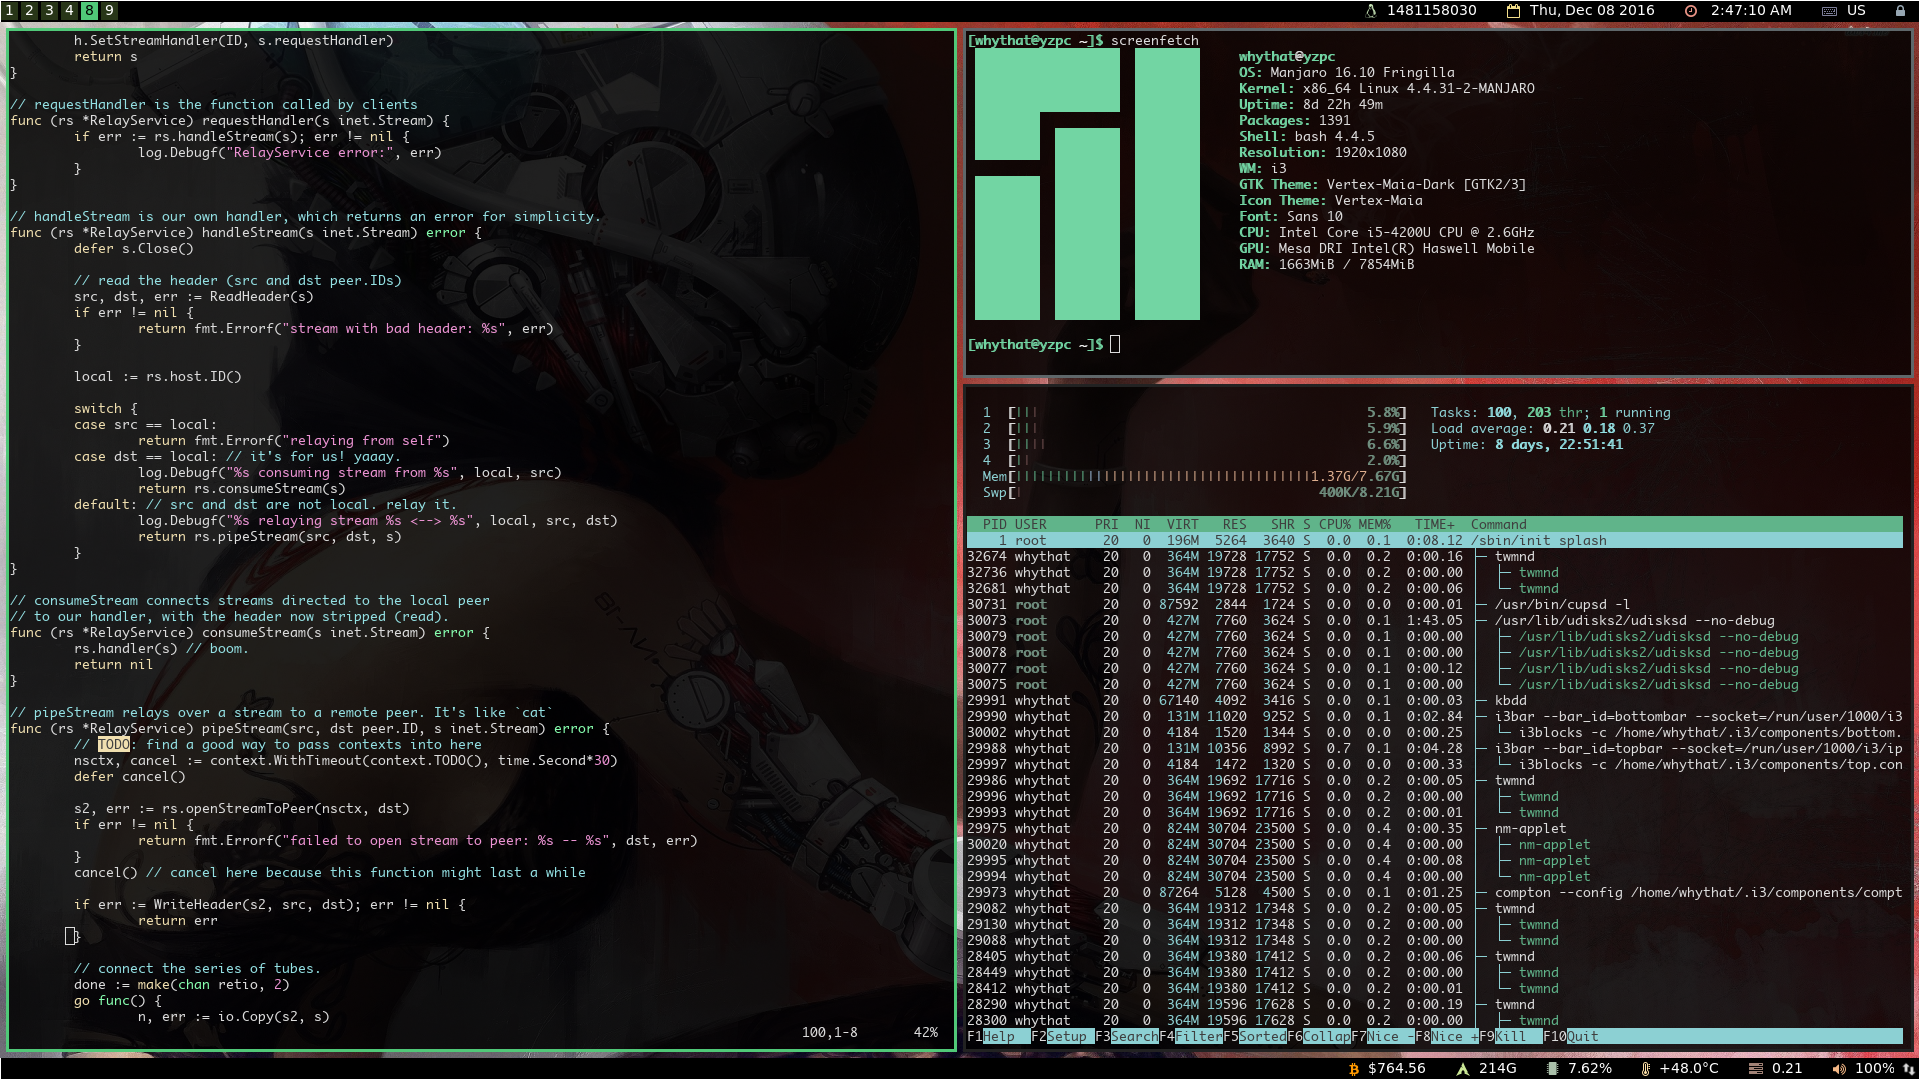 1 2 3 4 8 9
1481158030 Thu, Dec 08 2016 2:47:10 AM US
h.SetStreamHandler(ID, s.requestHandler)
return s
}
// requestHandler is the function called by clients
func (rs *RelayService) requestHandler(s inet.Stream) {
if err := rs.handleStream(s); err != nil {
log.Debugf("RelayService error:", err)
}
}
// handleStream is our own handler, which returns an error for simplicity.
func (rs *RelayService) handleStream(s inet.Stream) error {
defer s.Close()
// read the header (src and dst peer.IDs)
src, dst, err := ReadHeader(s)
if err != nil {
return fmt.Errorf("stream with bad header: %s", err)
}
local := rs.host.ID()
switch {
case src == local:
return fmt.Errorf("relaying from self")
case dst == local: // it's for us! yaaay.
log.Debugf("%s consuming stream from %s", local, src)
return rs.consumeStream(s)
default: // src and dst are not local. relay it.
log.Debugf("%s relaying stream %s <--> %s", local, src, dst)
return rs.pipeStream(src, dst, s)
}
}
// consumeStream connects streams directed to the local peer
// to our handler, with the header now stripped (read).
func (rs *RelayService) consumeStream(s inet.Stream) error {
rs.handler(s) // boom.
return nil
}
// pipeStream relays over a stream to a remote peer. It's like `cat`
func (rs *RelayService) pipeStream(src, dst peer.ID, s inet.Stream) error {
// TODO: find a good way to pass contexts into here
nsctx, cancel := context.WithTimeout(context.TODO(), time.Second*30)
defer cancel()
s2, err := rs.openStreamToPeer(nsctx, dst)
if err != nil {
return fmt.Errorf("failed to open stream to peer: %s -- %s", dst, err)
}
cancel() // cancel here because this function might last a while
if err := WriteHeader(s2, src, dst); err != nil {
return err
}
// connect the series of tubes.
done := make(chan retio, 2)
go func() {
n, err := io.Copy(s2, s)
100,1-8 42%
[whythat@yzpc ~]$ screenfetch
whythat@yzpc
OS: Manjaro 16.10 Fringilla
Kernel: x86_64 Linux 4.4.31-2-MANJARO
Uptime: 8d 22h 49m
Packages: 1391
Shell: bash 4.4.5
Resolution: 1920x1080
WM: i3
GTK Theme: Vertex-Maia-Dark [GTK2/3]
Icon Theme: Vertex-Maia
Font: Sans 10
CPU: Intel Core i5-4200U CPU @ 2.6GHz
GPU: Mesa DRI Intel(R) Haswell Mobile
RAM: 1663MiB / 7854MiB
[whythat@yzpc ~]$
1 [||| 5.8%] Tasks: 100, 203 thr; 1 running
2 [||| 5.9%] Load average: 0.21 0.18 0.37
3 [|||| 6.6%] Uptime: 8 days, 22:51:41
4 [|| 2.0%]
Mem[|||||||||||||||||||||||||||||||||||||1.37G/7.67G]
Swp[| 400K/8.21G]
PID USER PRI NI VIRT RES SHR S CPU% MEM% TIME+ Command
1 root 20 0 196M 5264 3640 S 0.0 0.1 0:08.12 /sbin/init splash
32674 whythat 20 0 364M 19728 17752 S 0.0 0.2 0:00.16 ├─ twmnd
32736 whythat 20 0 364M 19728 17752 S 0.0 0.2 0:00.00 │ ├─ twmnd
32681 whythat 20 0 364M 19728 17752 S 0.0 0.2 0:00.06 │ └─ twmnd
30731 root 20 0 87592 2844 1724 S 0.0 0.0 0:00.01 ├─ /usr/bin/cupsd -l
30073 root 20 0 427M 7760 3624 S 0.0 0.1 1:43.05 ├─ /usr/lib/udisks2/udisksd --no-debug
30079 root 20 0 427M 7760 3624 S 0.0 0.1 0:00.00 │ ├─ /usr/lib/udisks2/udisksd --no-debug
30078 root 20 0 427M 7760 3624 S 0.0 0.1 0:00.00 │ ├─ /usr/lib/udisks2/udisksd --no-debug
30077 root 20 0 427M 7760 3624 S 0.0 0.1 0:00.12 │ ├─ /usr/lib/udisks2/udisksd --no-debug
30075 root 20 0 427M 7760 3624 S 0.0 0.1 0:00.00 │ └─ /usr/lib/udisks2/udisksd --no-debug
29991 whythat 20 0 67140 4092 3416 S 0.0 0.1 0:00.03 ├─ kbdd
29990 whythat 20 0 131M 11020 9252 S 0.0 0.1 0:02.84 ├─ i3bar --bar_id=bottombar --socket=/run/user/1000/i3
30002 whythat 20 0 4184 1520 1344 S 0.0 0.0 0:00.25 │ └─ i3blocks -c /home/whythat/.i3/components/bottom.
29988 whythat 20 0 131M 10356 8992 S 0.7 0.1 0:04.28 ├─ i3bar --bar_id=topbar --socket=/run/user/1000/i3/ip
29997 whythat 20 0 4184 1472 1320 S 0.0 0.0 0:00.33 │ └─ i3blocks -c /home/whythat/.i3/components/top.con
29986 whythat 20 0 364M 19692 17716 S 0.0 0.2 0:00.05 ├─ twmnd
29996 whythat 20 0 364M 19692 17716 S 0.0 0.2 0:00.00 │ ├─ twmnd
29993 whythat 20 0 364M 19692 17716 S 0.0 0.2 0:00.01 │ └─ twmnd
29975 whythat 20 0 824M 30704 23500 S 0.0 0.4 0:00.35 ├─ nm-applet
30020 whythat 20 0 824M 30704 23500 S 0.0 0.4 0:00.00 │ ├─ nm-applet
29995 whythat 20 0 824M 30704 23500 S 0.0 0.4 0:00.08 │ ├─ nm-applet
29994 whythat 20 0 824M 30704 23500 S 0.0 0.4 0:00.00 │ └─ nm-applet
29973 whythat 20 0 87264 5128 4500 S 0.0 0.1 0:01.25 ├─ compton --config /home/whythat/.i3/components/compt
29082 whythat 20 0 364M 19312 17348 S 0.0 0.2 0:00.05 ├─ twmnd
29130 whythat 20 0 364M 19312 17348 S 0.0 0.2 0:00.00 │ ├─ twmnd
29088 whythat 20 0 364M 19312 17348 S 0.0 0.2 0:00.00 │ └─ twmnd
28405 whythat 20 0 364M 19380 17412 S 0.0 0.2 0:00.06 ├─ twmnd
28449 whythat 20 0 364M 19380 17412 S 0.0 0.2 0:00.00 │ ├─ twmnd
28412 whythat 20 0 364M 19380 17412 S 0.0 0.2 0:00.01 │ └─ twmnd
28290 whythat 20 0 364M 19596 17628 S 0.0 0.2 0:00.19 ├─ twmnd
28300 whythat 20 0 364M 19596 17628 S 0.0 0.2 0:00.00 │ ├─ twmnd
F1Help F2Setup F3SearchF4FilterF5SortedF6CollapF7Nice -F8Nice +F9Kill F10Quit
$764.56 214G 7.62% +48.0°C 0.21 100%